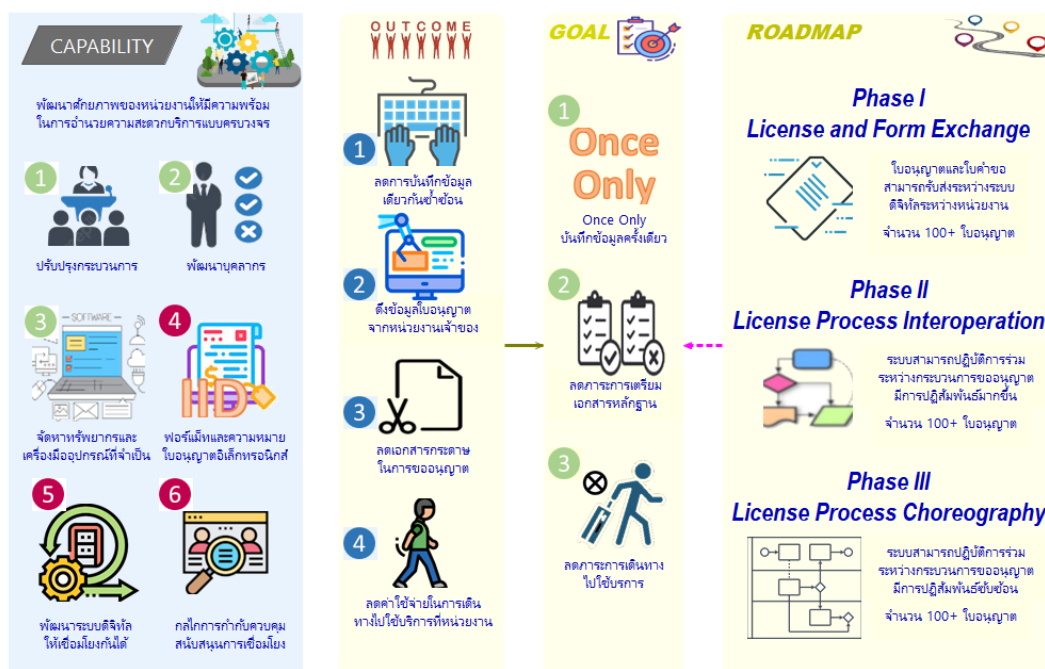 CAPABILITY
พัฒนาศักยภาพของหน่วยงานให้มีความพร้อม
ในการอำนวยความสะดวกบริการแบบครบวงจร
1
ปรับปรุงกระบวนการ
2
พัฒนาบุคลากร
3
SOFTWARE
จัดหาทรัพยากรและ
เครื่องมืออุปกรณ์ที่จำเป็น
4
ฟอร์แม็ทและความหมาย
ใบอนุญาตอิเล็กทรอนิกส์
5
พัฒนาระบบดิจิทัล
ให้เชื่อมโยงกันได้
6
กลไกการกำกับควบคุม
สนับสนุนการเชื่อมโยง
OUTCOME
1
ลดการบันทึกข้อมูล
เดียวกันซ้ำซ้อน
2
ดึงข้อมูลใบอนุญาต
จากหน่วยงานเจ้าของ
3
ลดเอกสารกระดาษ
ในการขออนุญาต
4
ลดค่าใช้จ่ายในการเดิน
ทางไปใช้บริการที่หน่วยงาน
GOAL
1
Once
Only
Once Only
บันทึกข้อมูลครั้งเดียว
2
ลดภาระการเตรียม
เอกสารหลักฐาน
3
ลดภาระการเดินทาง
ไปใช้บรการ
ROADMAP
Phase I
License and Form Exchange
ใบอนุญาตและใบคำขอ
สามารถรับส่งระหว่างระบบ
ดิจิทัลระหว่างหน่วยงาน
จำนวน 100+ ใบอนุญาต
Phase II
License Process Interoperation
ระบบสามารถปฏิบัติการร่วม
ระหว่างกระบวนการขออนุญาต
มีการปฏิสัมพันธ์มากขึ้น
จำนวน 100+ ใบอนุญาต
Phase III
License Process Choreography
ระบบสามารถปฏิบัติการร่วม
ระหว่างกระบวนการขออนุญาต
มีการปฏิสัมพันธ์ซับซ้อน
จำนวน 100+ ใบอนุญาต